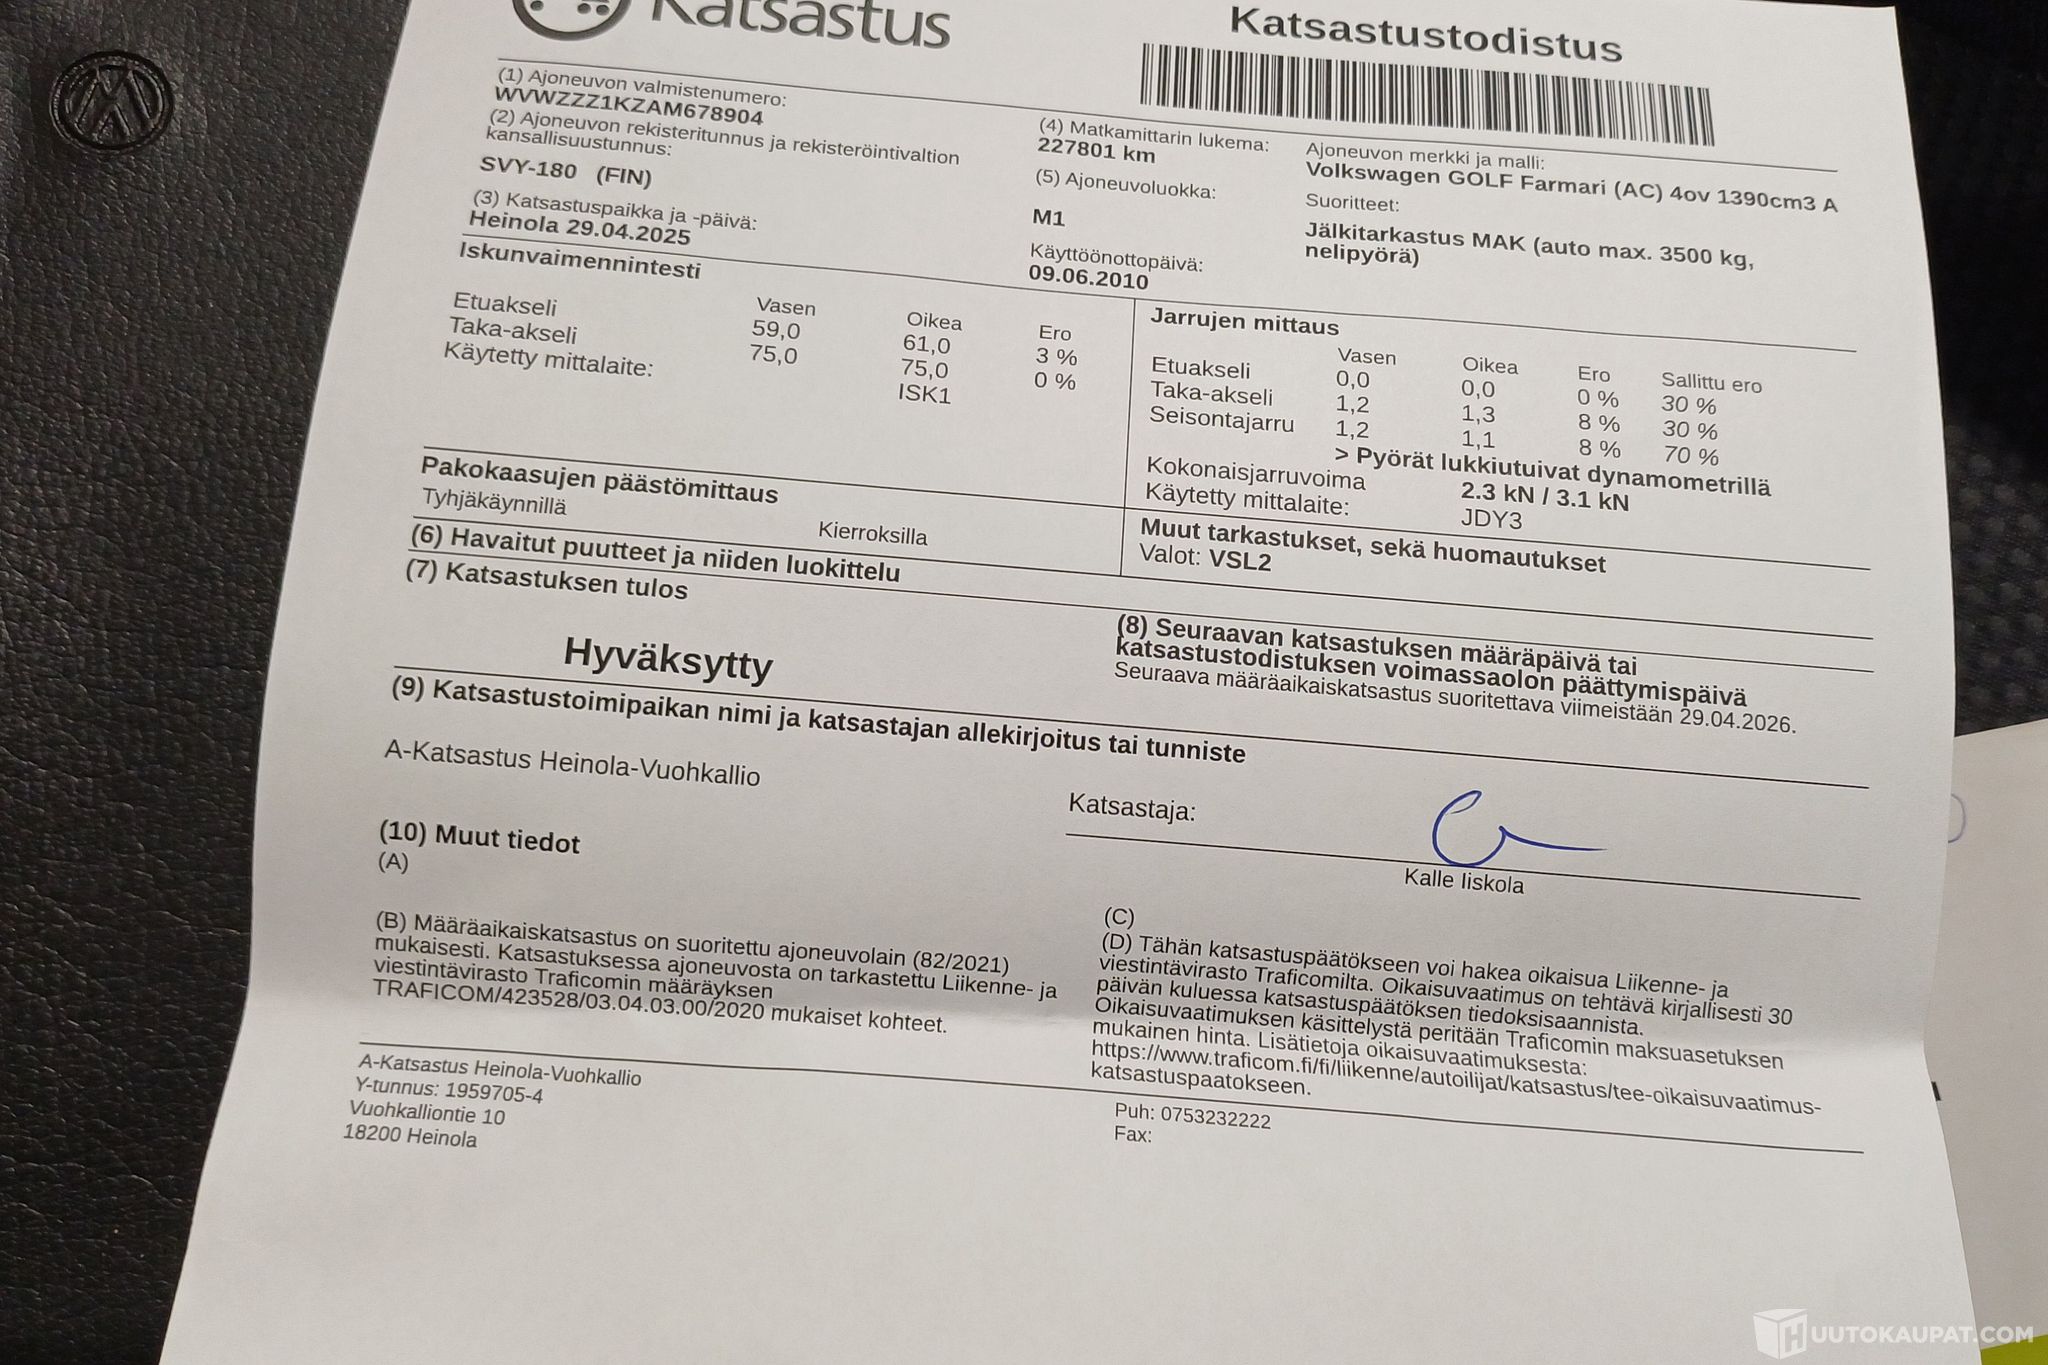 Katsastus
Katsastustodistus
(1) Ajoneuvon valmistenumero:
WVWZZZ1KZAM678904
(2) Ajoneuvon rekisteritunnus ja rekisteröintivaltion
kansallisuustunnus:
SVY-180 (FIN)
(3) Katsastuspaikka ja -päivä:
Heinola 29.04.2025
(4) Matkamittarin lukema:
227801 km
(5) Ajoneuvoluokka:
M1
Käyttöönottopäivä:
09.06.2010
Ajoneuvon merkki ja malli:
Volkswagen GOLF Farmari (AC) 4ov 1390cm3 A
Suoritteet:
Jälkitarkastus MAK (auto max. 3500 kg,
nelipyörä)
Iskunvaimennintesti
Vasen Oikea Ero
Etuakseli 59,0 61,0 3 %
Taka-akseli 75,0 75,0 0 %
Käytetty mittalaite: ISK1
Jarrujen mittaus
Vasen Oikea Ero Sallittu ero
Etuakseli 0,0 0,0 0 % 30 %
Taka-akseli 1,2 1,3 8 % 30 %
Seisontajarru 1,2 1,1 8 % 70 %
> Pyörät lukkiutuivat dynamometrillä
Kokonaisjarruvoima 2.3 kN / 3.1 kN
Käytetty mittalaite: JDY3
Pakokaasujen päästömittaus
Tyhjäkäynnillä Kierroksilla
Muut tarkastukset, sekä huomautukset
Valot: VSL2
(6) Havaitut puutteet ja niiden luokittelu
(7) Katsastuksen tulos
Hyväksytty
(8) Seuraavan katsastuksen määräpäivä tai
katsastustodistuksen voimassaolon päättymispäivä
Seuraava määräaikaiskatsastus suoritettava viimeistään 29.04.2026.
(9) Katsastustoimipaikan nimi ja katsastajan allekirjoitus tai tunniste
A-Katsastus Heinola-Vuohkallio
Katsastaja:
Kalle Iiskola
(10) Muut tiedot
(A)
(B) Määräaikaiskatsastus on suoritettu ajoneuvolain (82/2021)
mukaisesti. Katsastuksessa ajoneuvosta on tarkastettu Liikenne- ja
viestintävirasto Traficomin määräyksen
TRAFICOM/423528/03.04.03.00/2020 mukaiset kohteet.
(C)
(D) Tähän katsastuspäätökseen voi hakea oikaisua Liikenne- ja
viestintävirasto Traficomilta. Oikaisuvaatimus on tehtävä kirjallisesti 30
päivän kuluessa katsastuspäätöksen tiedoksisaannista.
Oikaisuvaatimuksen käsittelystä peritään Traficomin maksuasetuksen
mukainen hinta. Lisätietoja oikaisuvaatimuksesta:
https://www.traficom.fi/fi/liikenne/autoilijat/katsastus/tee-oikaisuvaatimus-
katsastuspaatokseen.
A-Katsastus Heinola-Vuohkallio
Y-tunnus: 1959705-4
Vuohkalliontie 10
18200 Heinola
Puh: 0753232222
Fax:
HUUTOKAUPAT.COM